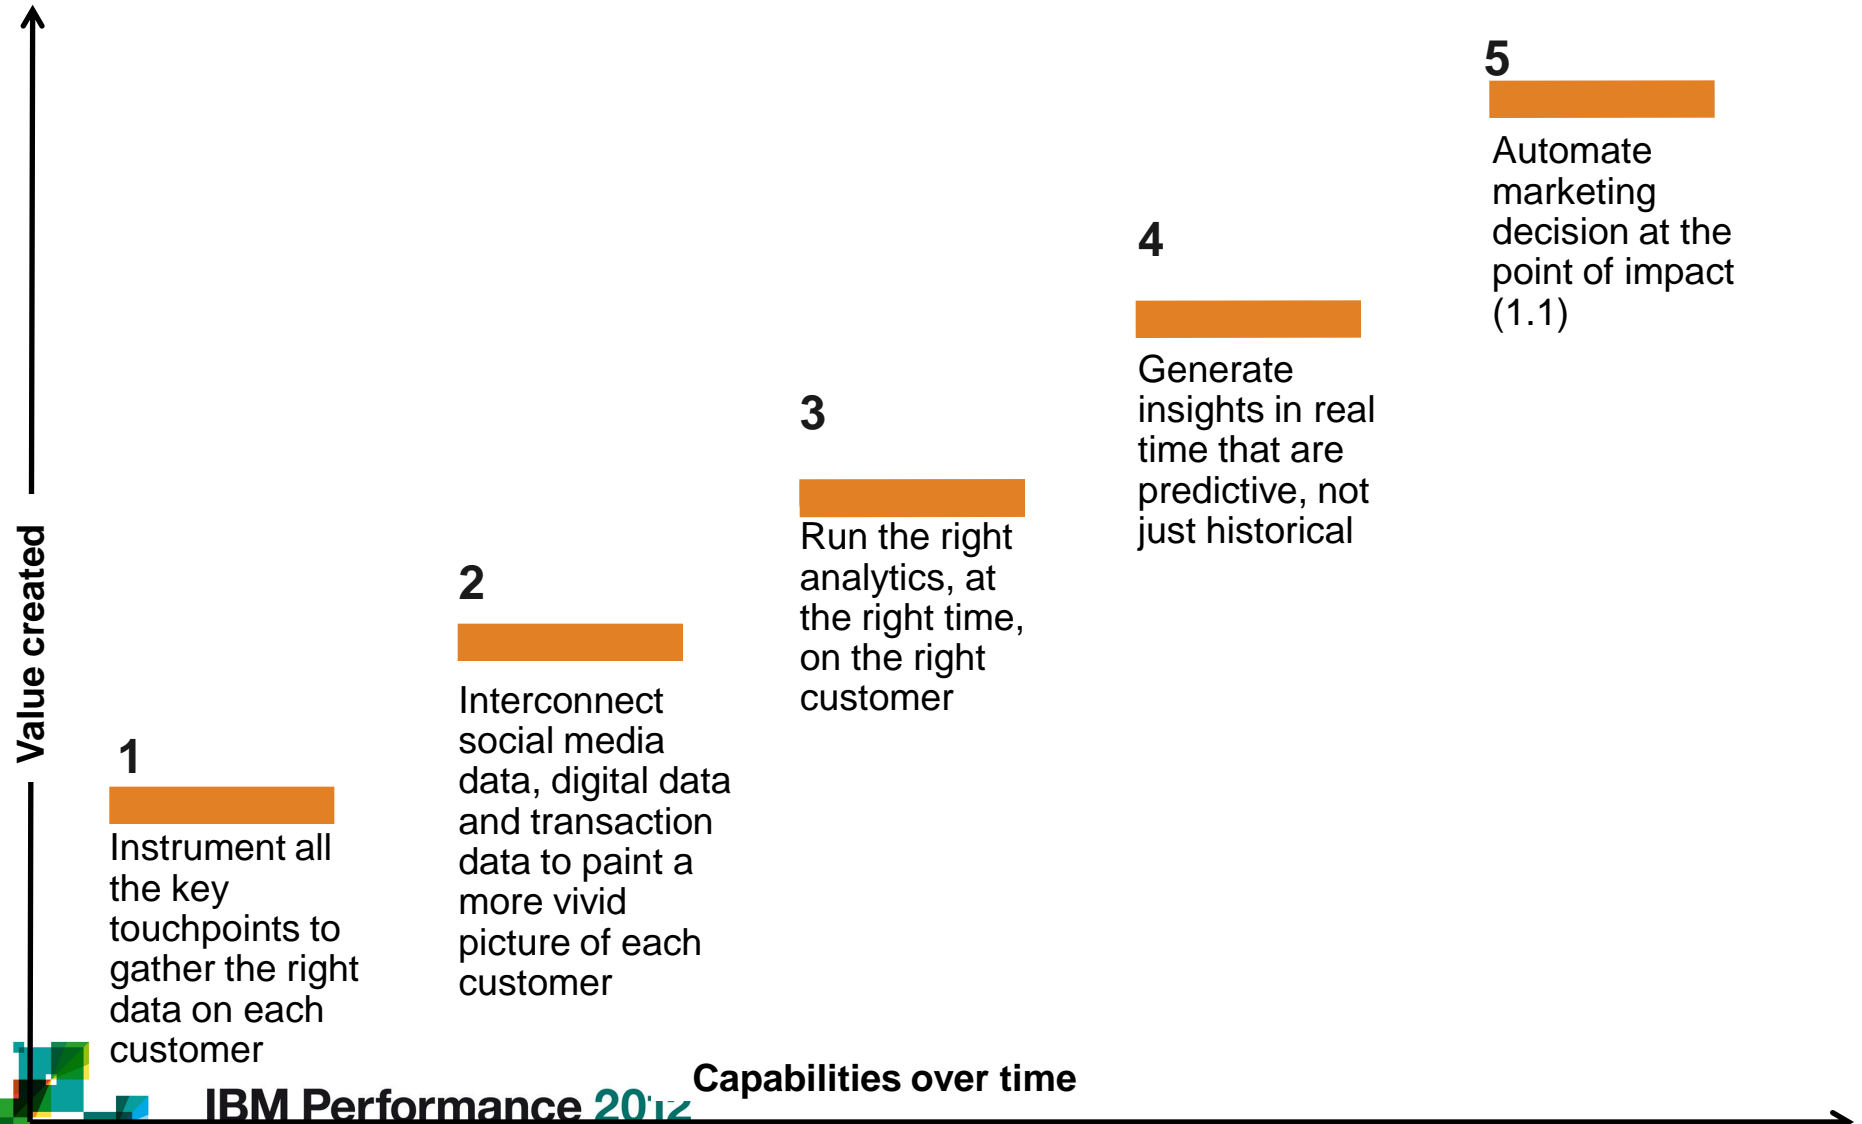 5
Automate
marketing
decision at the
point of impact
(1.1)
4
Generate
insights in real
time that are
predictive, not
just historical
3
Run the right
analytics, at
the right time,
on the right
customer
2
Interconnect
social media
data, digital data
and transaction
data to paint a
more vivid
picture of each
customer
1
Instrument all
the key
touchpoints to
gather the right
data on each
customer
Value created
Capabilities over time
IBM Performance 2012